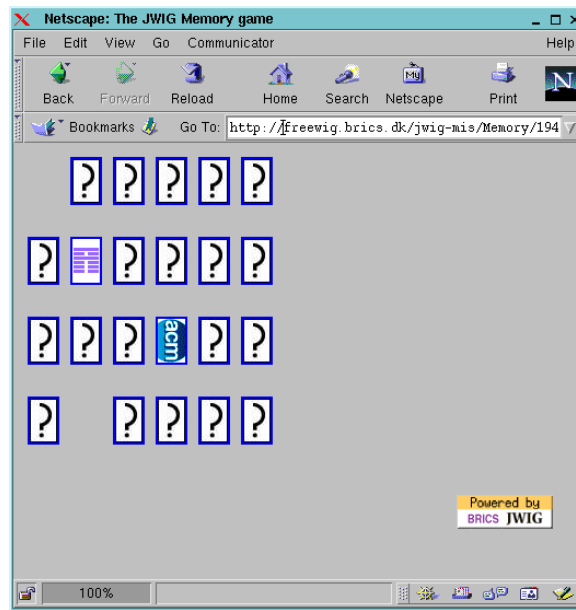 Netscape: The JWIG Memory game
File Edit View Go Communicator Help
Back Forward Reload Home Search My Netscape Print N
Bookmarks Go To: http://freewig.brics.dk/jwig-mis/Memory/194
? ? ? ? ?
? ? ? ? ?
? ? ? acm ? ?
? ? ? ? ?
Powered by
BRICS JWIG
100%